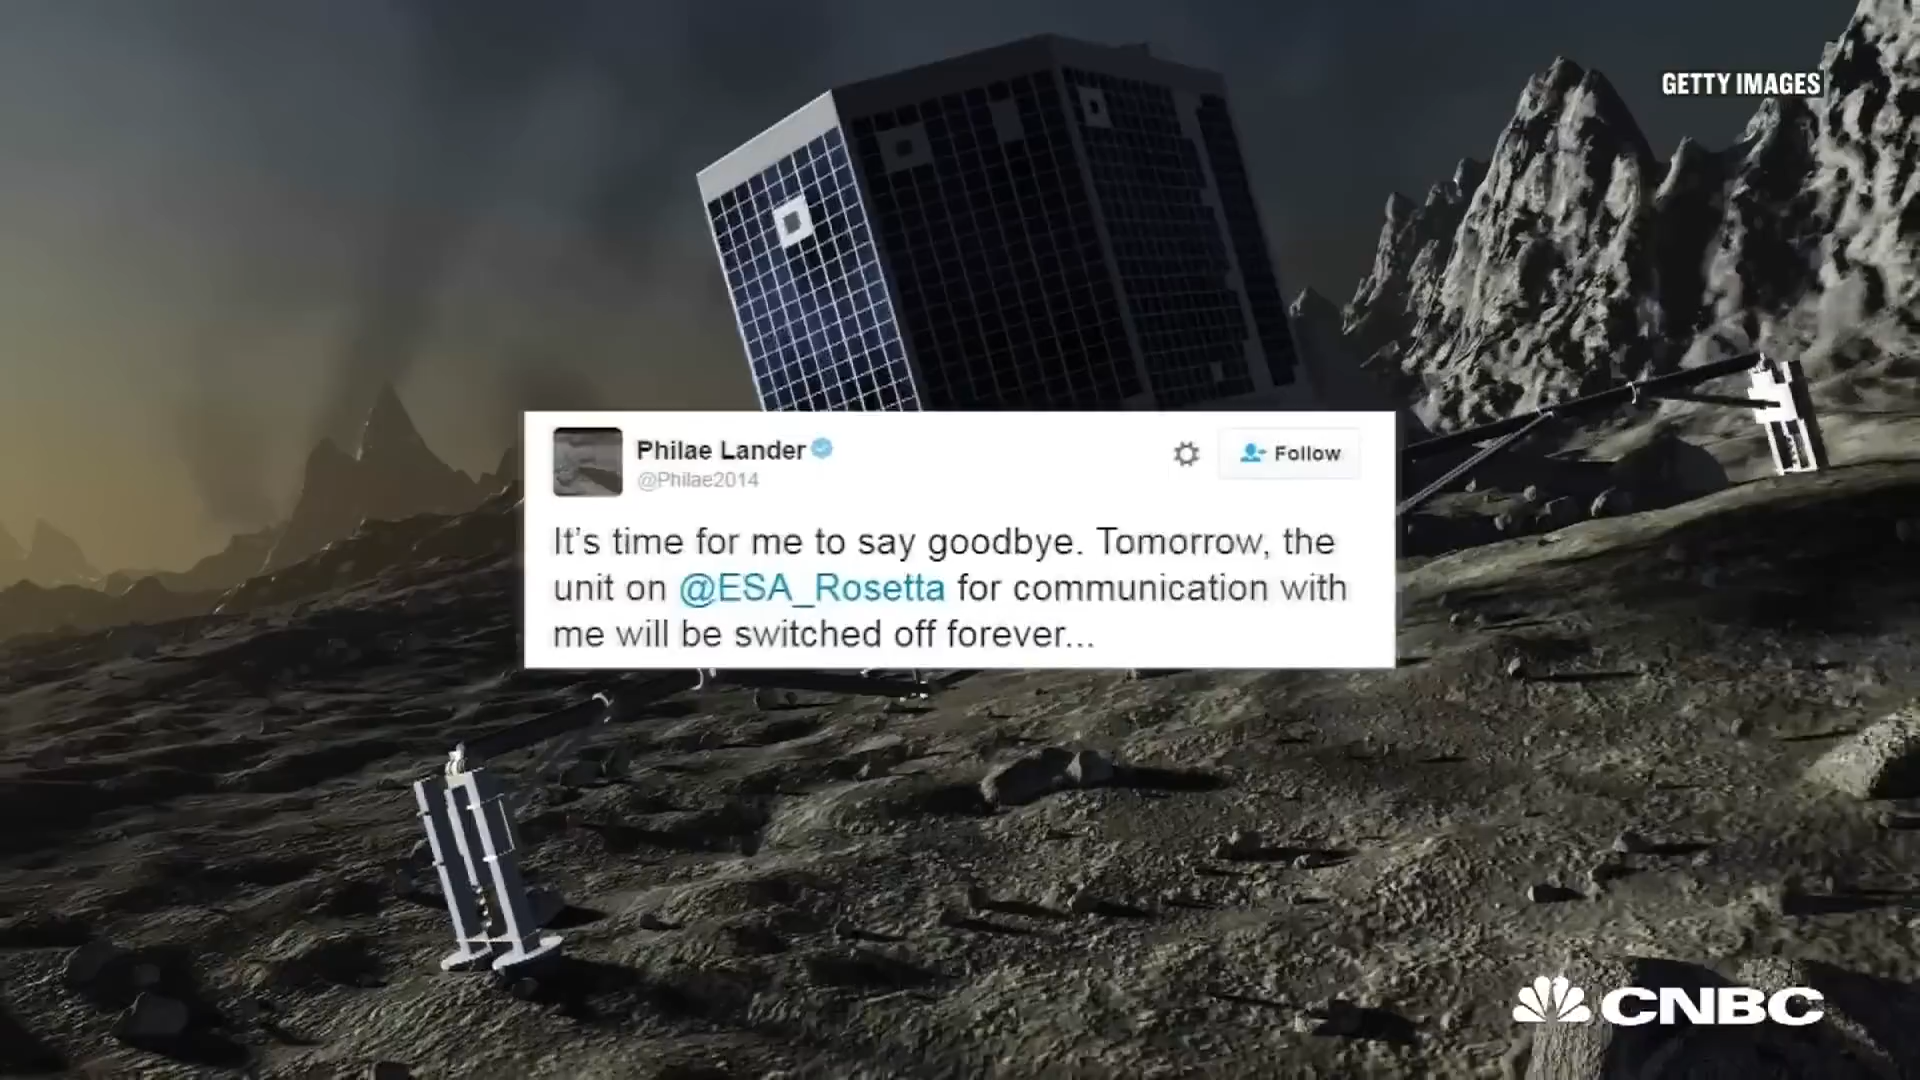 GETTY IMAGES
Philae Lander
@Philae2014
Follow
It's time for me to say goodbye. Tomorrow, the
unit on @ESA_Rosetta for communication with
me will be switched off forever...
CNBC